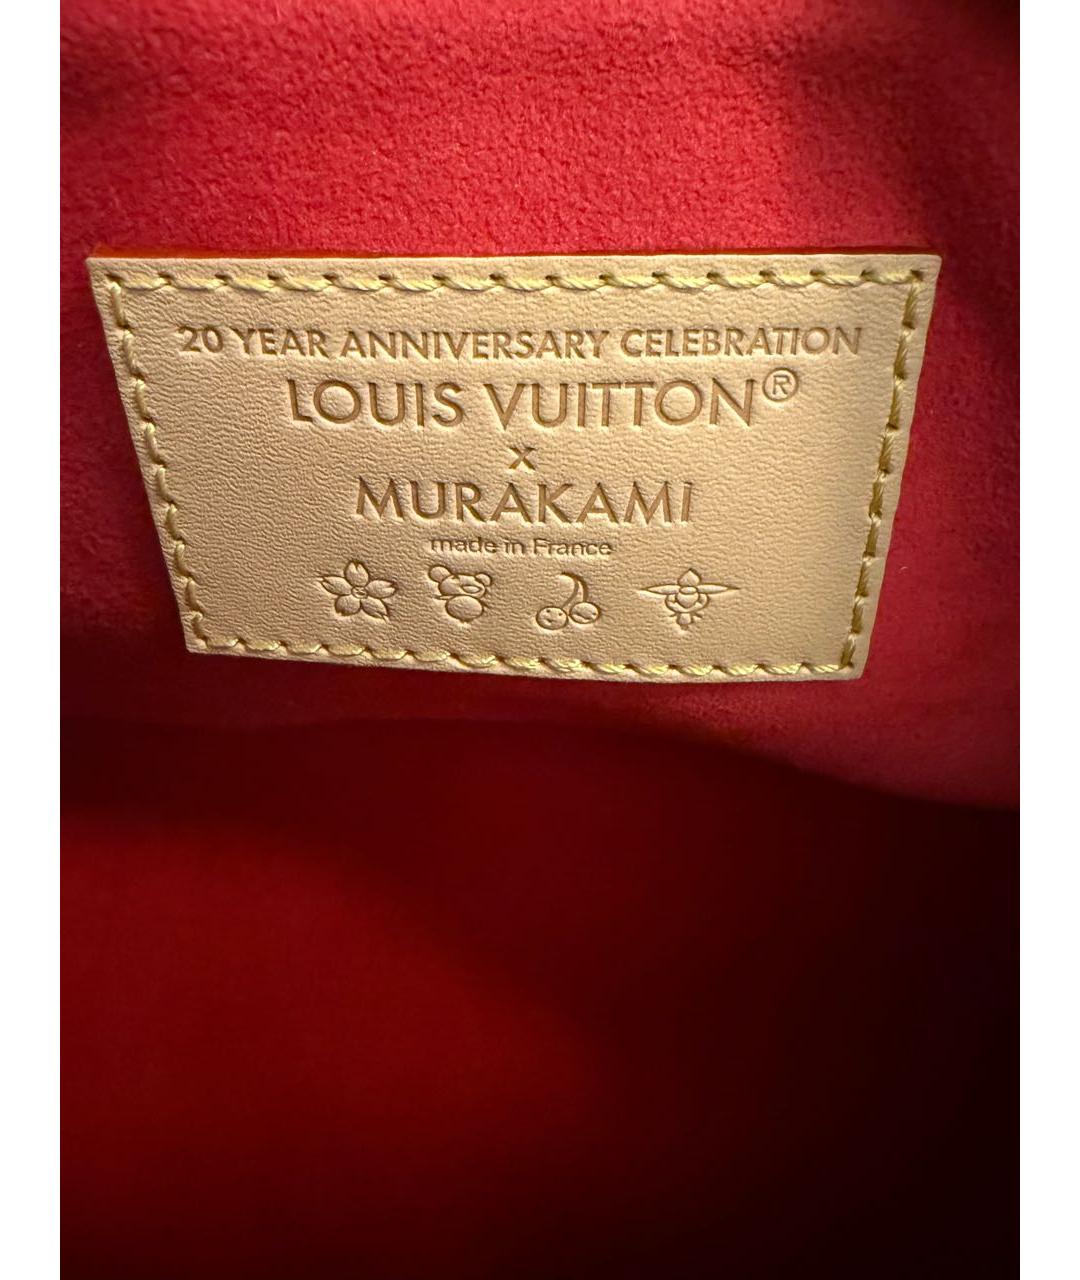 20 YEAR ANNIVERSARY CELEBRATION
LOUIS VUITTON®
x
MURAKAMI
made in France